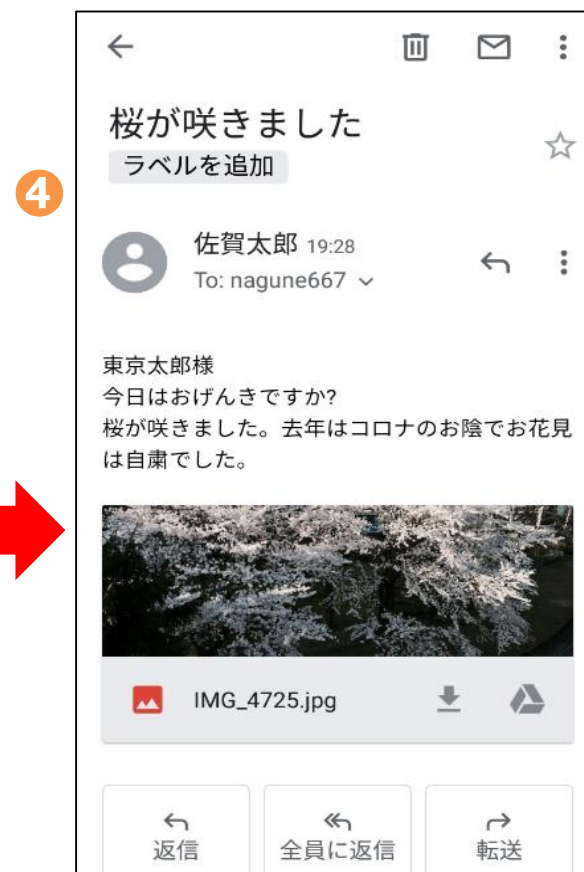 桜が咲きました
ラベルを追加
4
佐賀太郎 19:28
To: nagune667
東京太郎様
今日はおげんきですか?
桜が咲きました。去年はコロナのお陰でお花見
は自粛でした。
IMG_4725.jpg
返信 全員に返信 転送